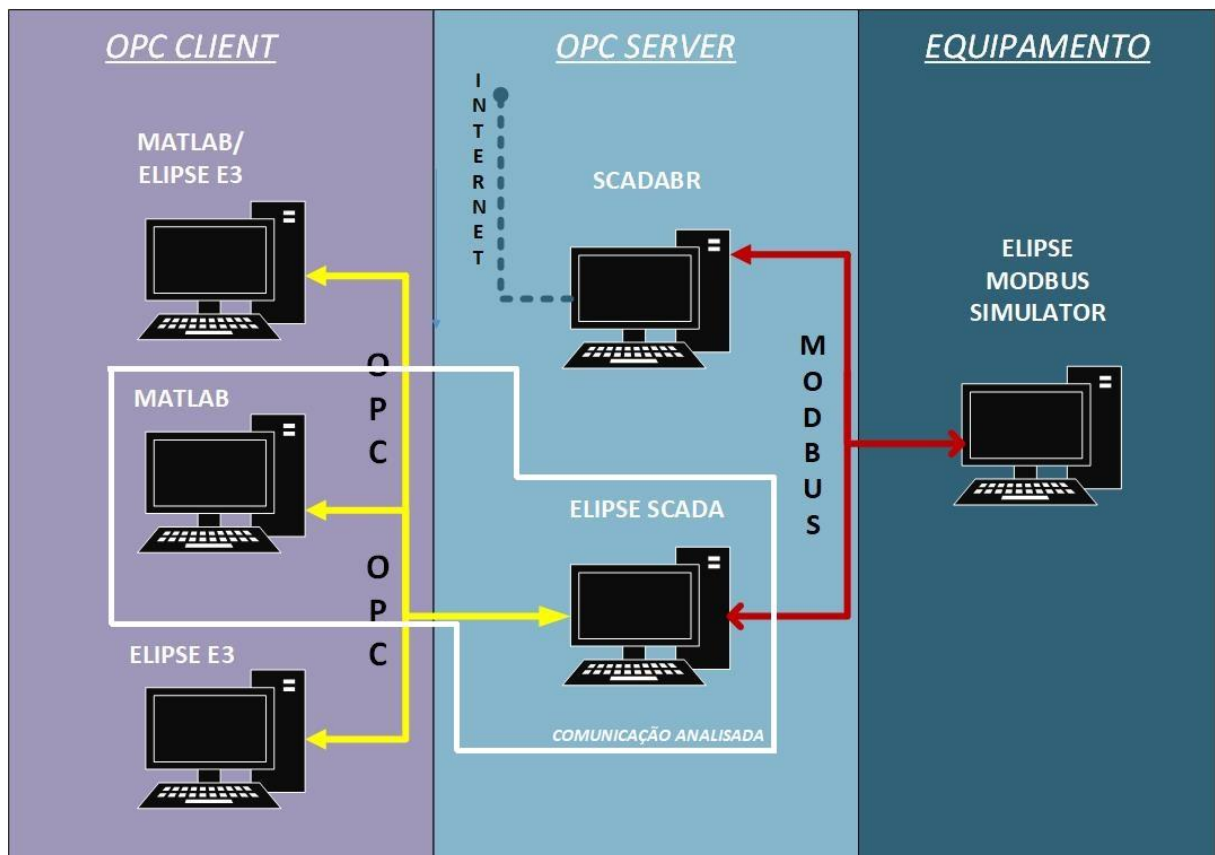 OPC CLIENT
OPC SERVER
EQUIPAMENTO
MATLAB/
ELIPSE E3
MATLAB
ELIPSE E3
OPC
OPC
INTERNET
SCADABR
ELIPSE SCADA
COMUNICAÇÃO ANALISADA
MODBUS
ELIPSE
MODBUS
SIMULATOR